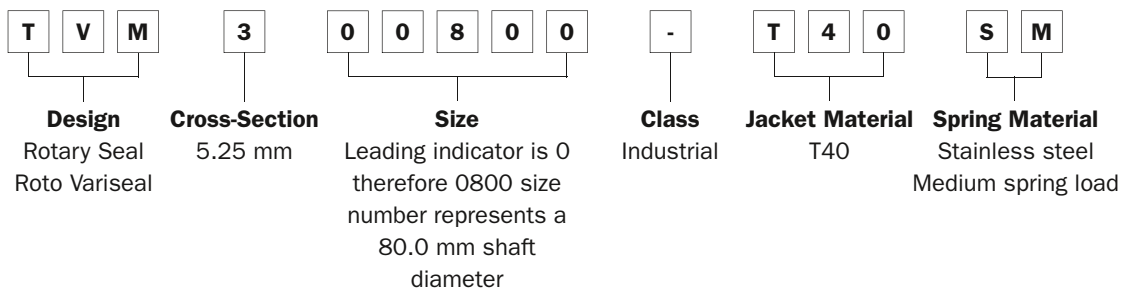 T V M 3 0 0 8 0 0 - T 4 0 S M
Design Cross-Section Size Class Jacket Material Spring Material
Rotary Seal 5.25 mm Leading indicator is 0 Industrial T40 Stainless steel
Roto Variseal therefore 0800 size Medium spring load
number represents a
80.0 mm shaft
diameter